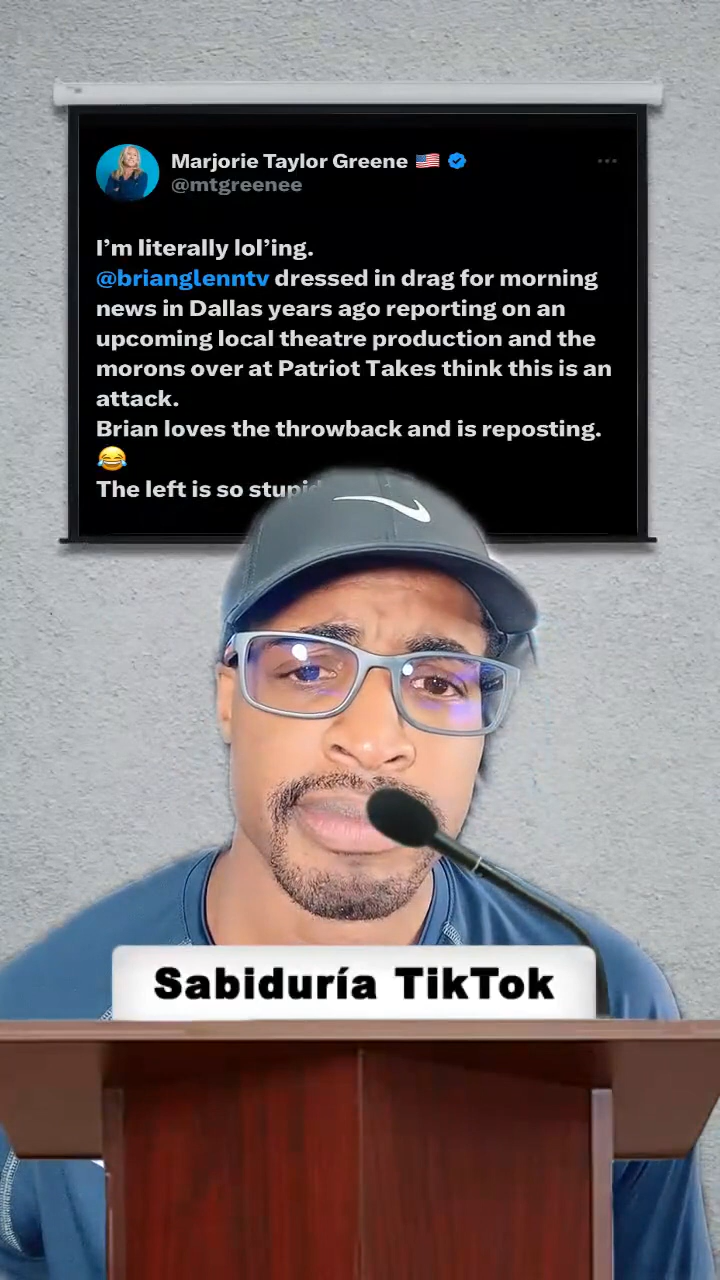 Marjorie Taylor Greene 🇺🇸
@mtgreenee
I'm literally lol'ing.
@brianglenntv dressed in drag for morning
news in Dallas years ago reporting on an
upcoming local theatre production and the
morons over at Patriot Takes think this is an
attack.
Brian loves the throwback and is reposting.
😂
The left is so stupid
Sabiduría TikTok